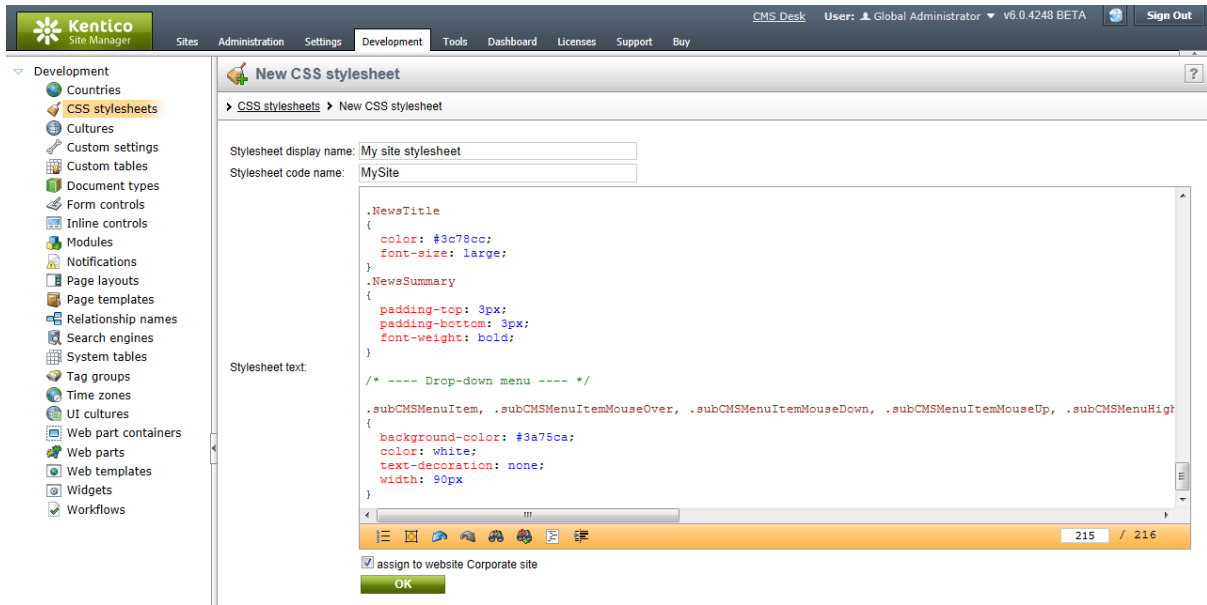 CMS Desk User: Global Administrator v6.0.4248 BETA Sign Out
Kentico
Site Manager
Sites Administration Settings Development Tools Dashboard Licenses Support Buy
Development
Countries
CSS stylesheets
Cultures
Custom settings
Custom tables
Document types
Form controls
Inline controls
Modules
Notifications
Page layouts
Page templates
Relationship names
Search engines
System tables
Tag groups
Time zones
UI cultures
Web part containers
Web parts
Web templates
Widgets
Workflows
New CSS stylesheet ?
CSS stylesheets New CSS stylesheet
Stylesheet display name: My site stylesheet
Stylesheet code name: MySite
Stylesheet text:
.NewsTitle
{
color: #3c78cc;
font-size: large;
}
.NewsSummary
{
padding-top: 3px;
padding-bottom: 3px;
font-weight: bold;
}
/* ---- Drop-down menu ---- */
.subCMSMenuItem, .subCMSMenuItemMouseOver, .subCMSMenuItemMouseDown, .subCMSMenuItemMouseUp, .subCMSMenuHigh
{
background-color: #3a75ca;
color: white;
text-decoration: none;
width: 90px
}
215 / 216
assign to website Corporate site
OK